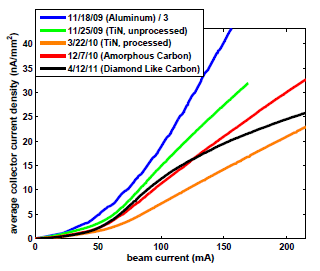 11/18/09 (Aluminum) / 3
11/25/09 (TiN, unprocessed)
3/22/10 (TiN, processed)
12/7/10 (Amorphous Carbon)
4/12/11 (Diamond Like Carbon)
average collector current density (nA/mm²)
40
35
30
25
20
15
10
5
0
0 50 100 150 200
beam current (mA)